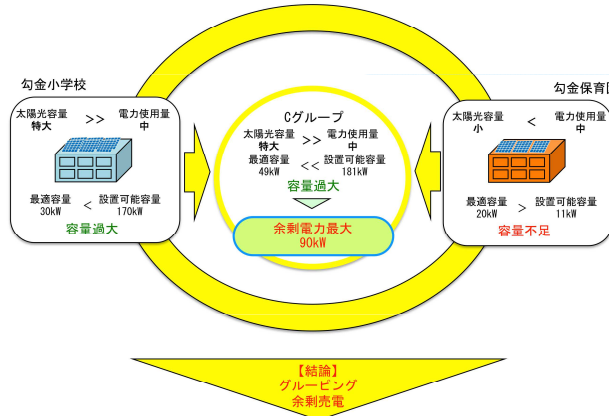 勾金小学校
太陽光容量 >> 電力使用量
特大 中
最適容量 < 設置可能容量
30kW 170kW
容量過大
Cグループ
太陽光容量 >> 電力使用量
特大 中
最適容量 << 設置可能容量
49kW 181kW
容量過大
余剰電力最大
90kW
勾金保育園
太陽光容量 < 電力使用量
小 中
最適容量 > 設置可能容量
20kW 11kW
容量不足
【結論】
グルーピング
余剰売電